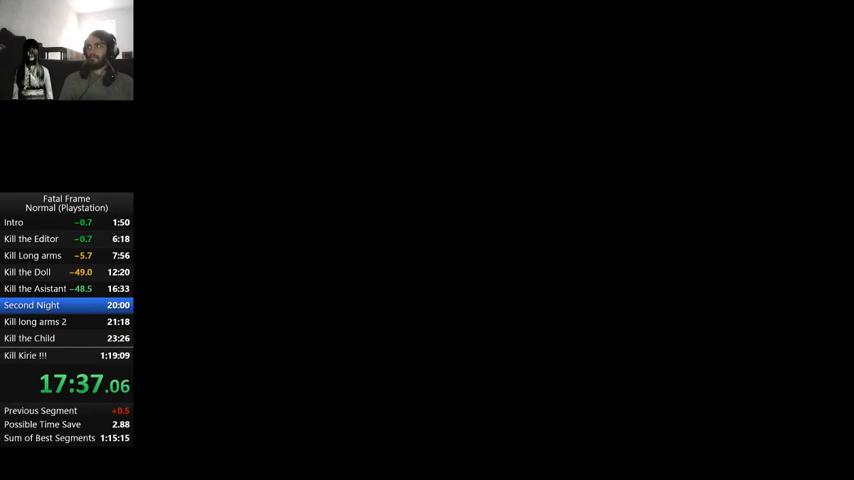 Fatal Frame
Normal (Playstation)
Intro −0.7 1:50
Kill the Editor −0.7 6:18
Kill Long arms −5.7 7:56
Kill the Doll −49.0 12:20
Kill the Asistant −48.5 16:33
Second Night 20:00
Kill long arms 2 21:18
Kill the Child 23:26
Kill Kirie !!! 1:19:09
17:37.06
Previous Segment +0.5
Possible Time Save 2.88
Sum of Best Segments 1:15:15